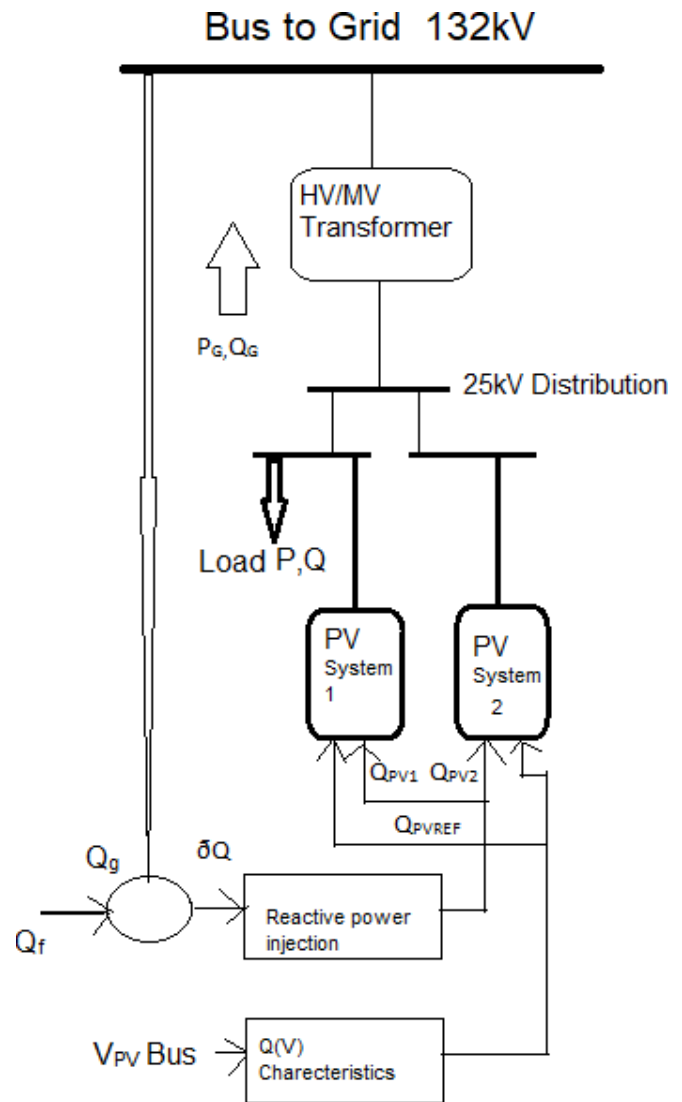 Bus to Grid 132kV
HV/MV
Transformer
PG,QG
25kV Distribution
Load P,Q
PV
System
1
PV
System
2
QPV1 QPV2
QPVREF
Qg
δQ
Reactive power
injection
Qf
VPV Bus
Q(V)
Charecteristics